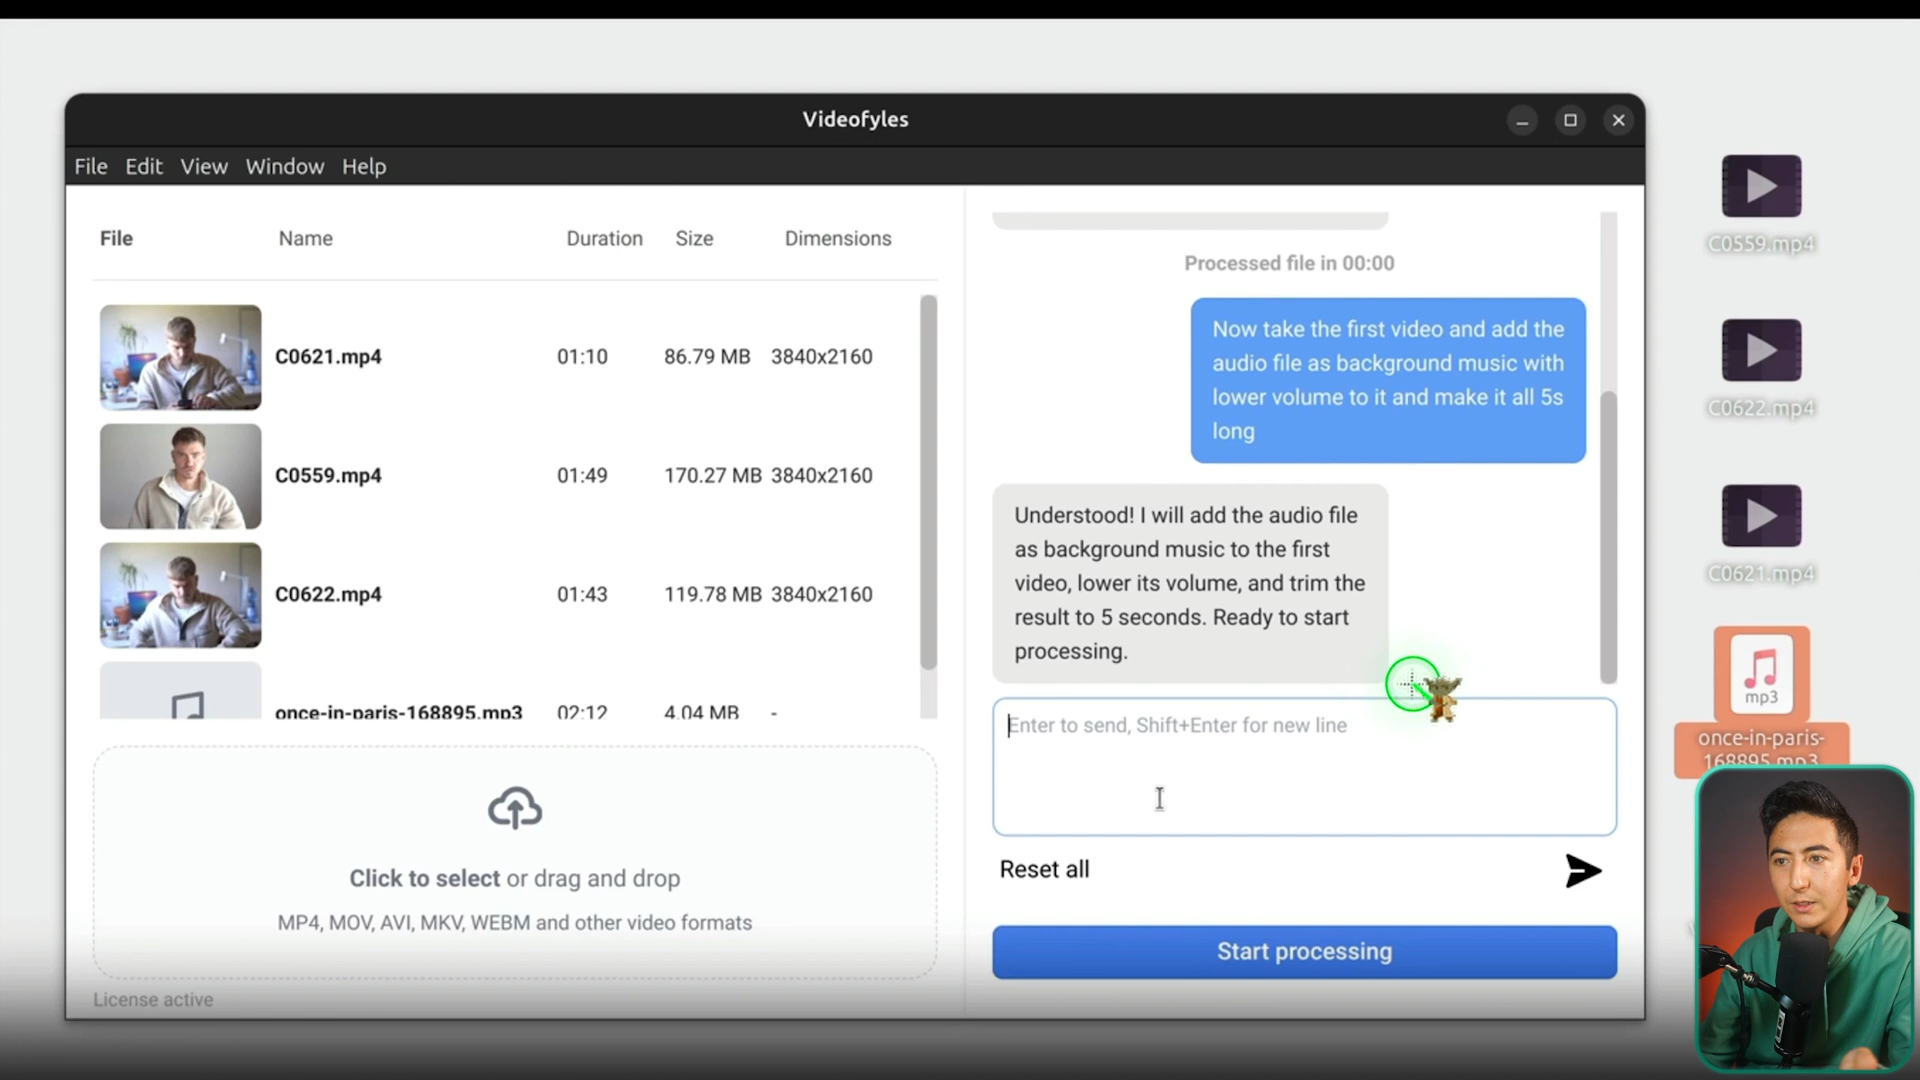 Videofyles
File Edit View Window Help
File Name Duration Size Dimensions
C0621.mp4 01:10 86.79 MB 3840x2160
C0559.mp4 01:49 170.27 MB 3840x2160
C0622.mp4 01:43 119.78 MB 3840x2160
once-in-paris-168895.mp3 02:12 4.04 MB -
Click to select or drag and drop
MP4, MOV, AVI, MKV, WEBM and other video formats
License active
Processed file in 00:00
Now take the first video and add the
audio file as background music with
lower volume to it and make it all 5s
long
Understood! I will add the audio file
as background music to the first
video, lower its volume, and trim the
result to 5 seconds. Ready to start
processing.
Enter to send, Shift+Enter for new line
Reset all
Start processing
C0559.mp4
C0622.mp4
C0621.mp4
mp3
once-in-paris-
168895.mp3